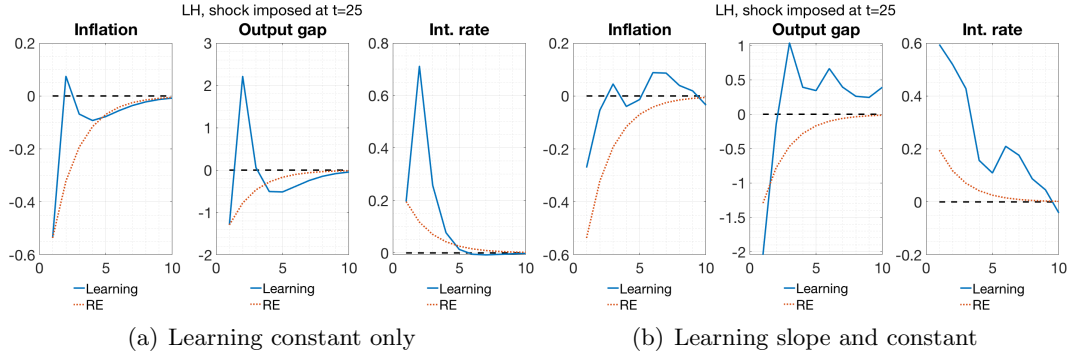 LH, shock imposed at t=25
Inflation
Output gap
Int. rate
0.2
0
-0.2
-0.4
-0.6
0 5 10
Learning
RE
3
2
1
0
-1
-2
0 5 10
Learning
RE
0.8
0.6
0.4
0.2
0
0 5 10
Learning
RE
(a) Learning constant only
LH, shock imposed at t=25
Inflation
Output gap
Int. rate
0.2
0
-0.2
-0.4
-0.6
0 5 10
Learning
RE
1
0.5
0
-0.5
-1
-1.5
-2
0 5 10
Learning
RE
0.6
0.4
0.2
0
-0.2
0 5 10
Learning
RE
(b) Learning slope and constant